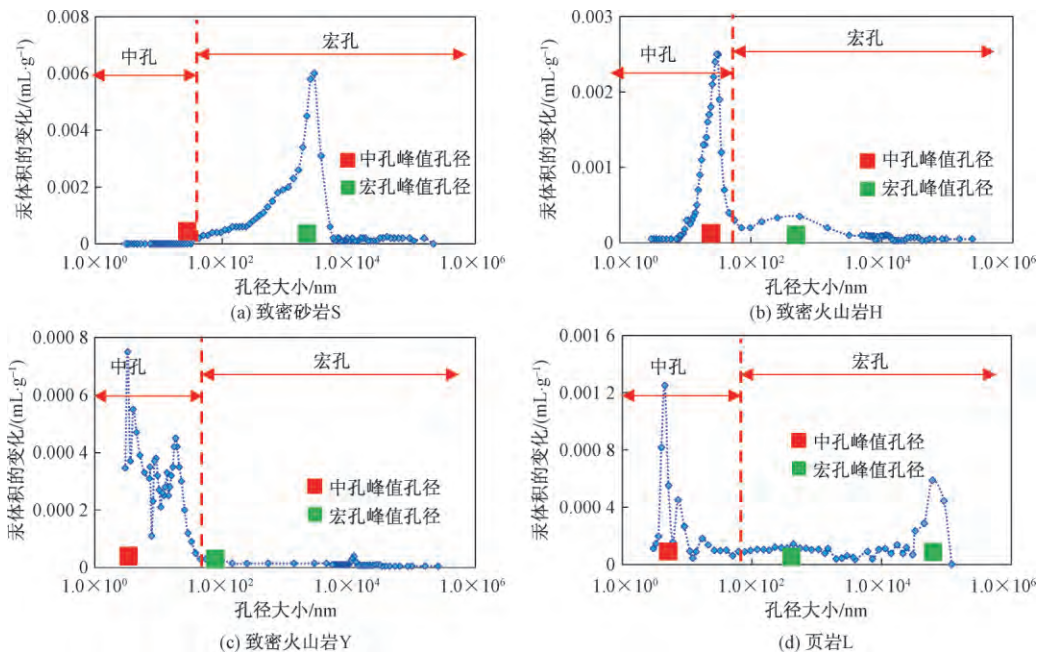 0.008
0.006
0.004
0.002
0
汞体积的变化/(mL·g⁻¹)
中孔
宏孔
中孔峰值孔径
宏孔峰值孔径
1.0×10⁰ 1.0×10² 1.0×10⁴ 1.0×10⁶
孔径大小/nm
(a) 致密砂岩S
0.003
0.002
0.001
0
汞体积的变化/(mL·g⁻¹)
中孔
宏孔
中孔峰值孔径
宏孔峰值孔径
1.0×10⁰ 1.0×10² 1.0×10⁴ 1.0×10⁶
孔径大小/nm
(b) 致密火山岩H
0.000 8
0.000 6
0.000 4
0.000 2
0
汞体积的变化/(mL·g⁻¹)
中孔
宏孔
中孔峰值孔径
宏孔峰值孔径
1.0×10⁰ 1.0×10² 1.0×10⁴ 1.0×10⁶
孔径大小/nm
(c) 致密火山岩Y
0.001 6
0.001 2
0.000 8
0.000 4
0
汞体积的变化/(mL·g⁻¹)
中孔
宏孔
中孔峰值孔径
宏孔峰值孔径
1.0×10⁰ 1.0×10² 1.0×10⁴ 1.0×10⁶
孔径大小/nm
(d) 页岩L